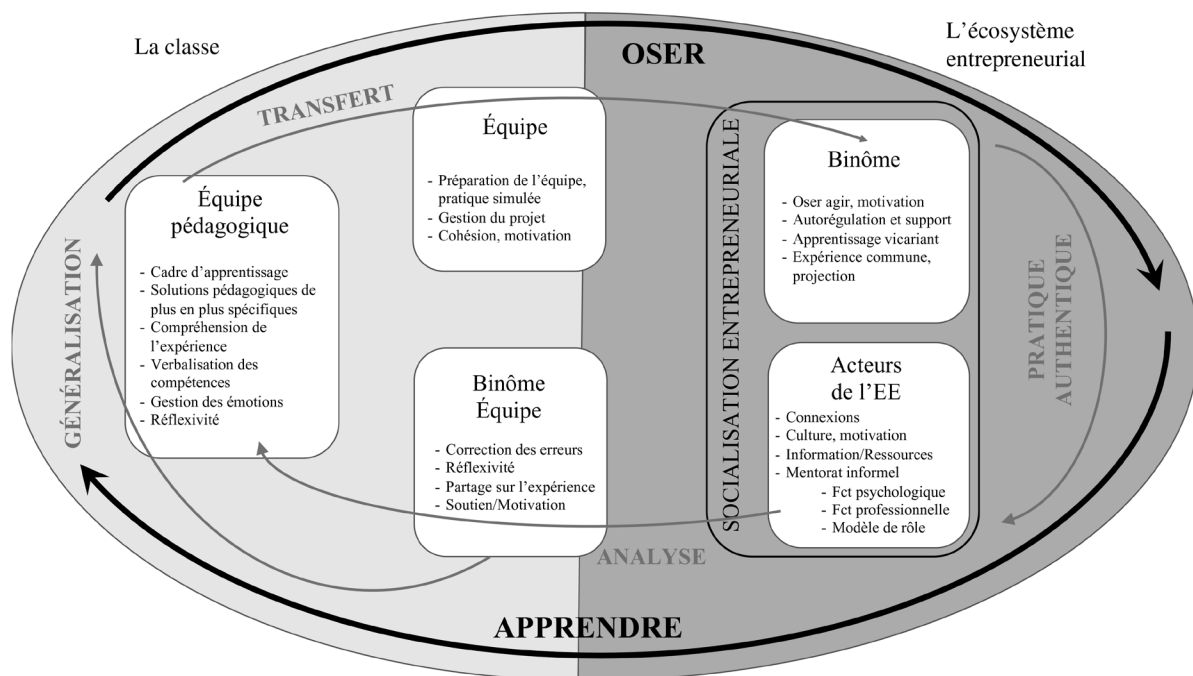 La classe
L’écosystème
entrepreneurial
OSER
TRANSFERT
Équipe
- Préparation de l’équipe,
pratique simulée
- Gestion du projet
- Cohésion, motivation
Équipe
pédagogique
- Cadre d’apprentissage
- Solutions pédagogiques de
plus en plus spécifiques
- Compréhension de
l’expérience
- Verbalisation des
compétences
- Gestion des émotions
- Réflexivité
GÉNÉRALISATION
Binôme
Équipe
- Correction des erreurs
- Réflexivité
- Partage sur l’expérience
- Soutien/Motivation
SOCIALISATION ENTREPRENEURIALE
Binôme
- Oser agir, motivation
- Autorégulation et support
- Apprentissage vicariant
- Expérience commune,
projection
Acteurs
de l’EE
- Connexions
- Culture, motivation
- Information/Ressources
- Mentorat informel
- Fct psychologique
- Fct professionnelle
- Modèle de rôle
PRATIQUE
AUTHENTIQUE
ANALYSE
APPRENDRE